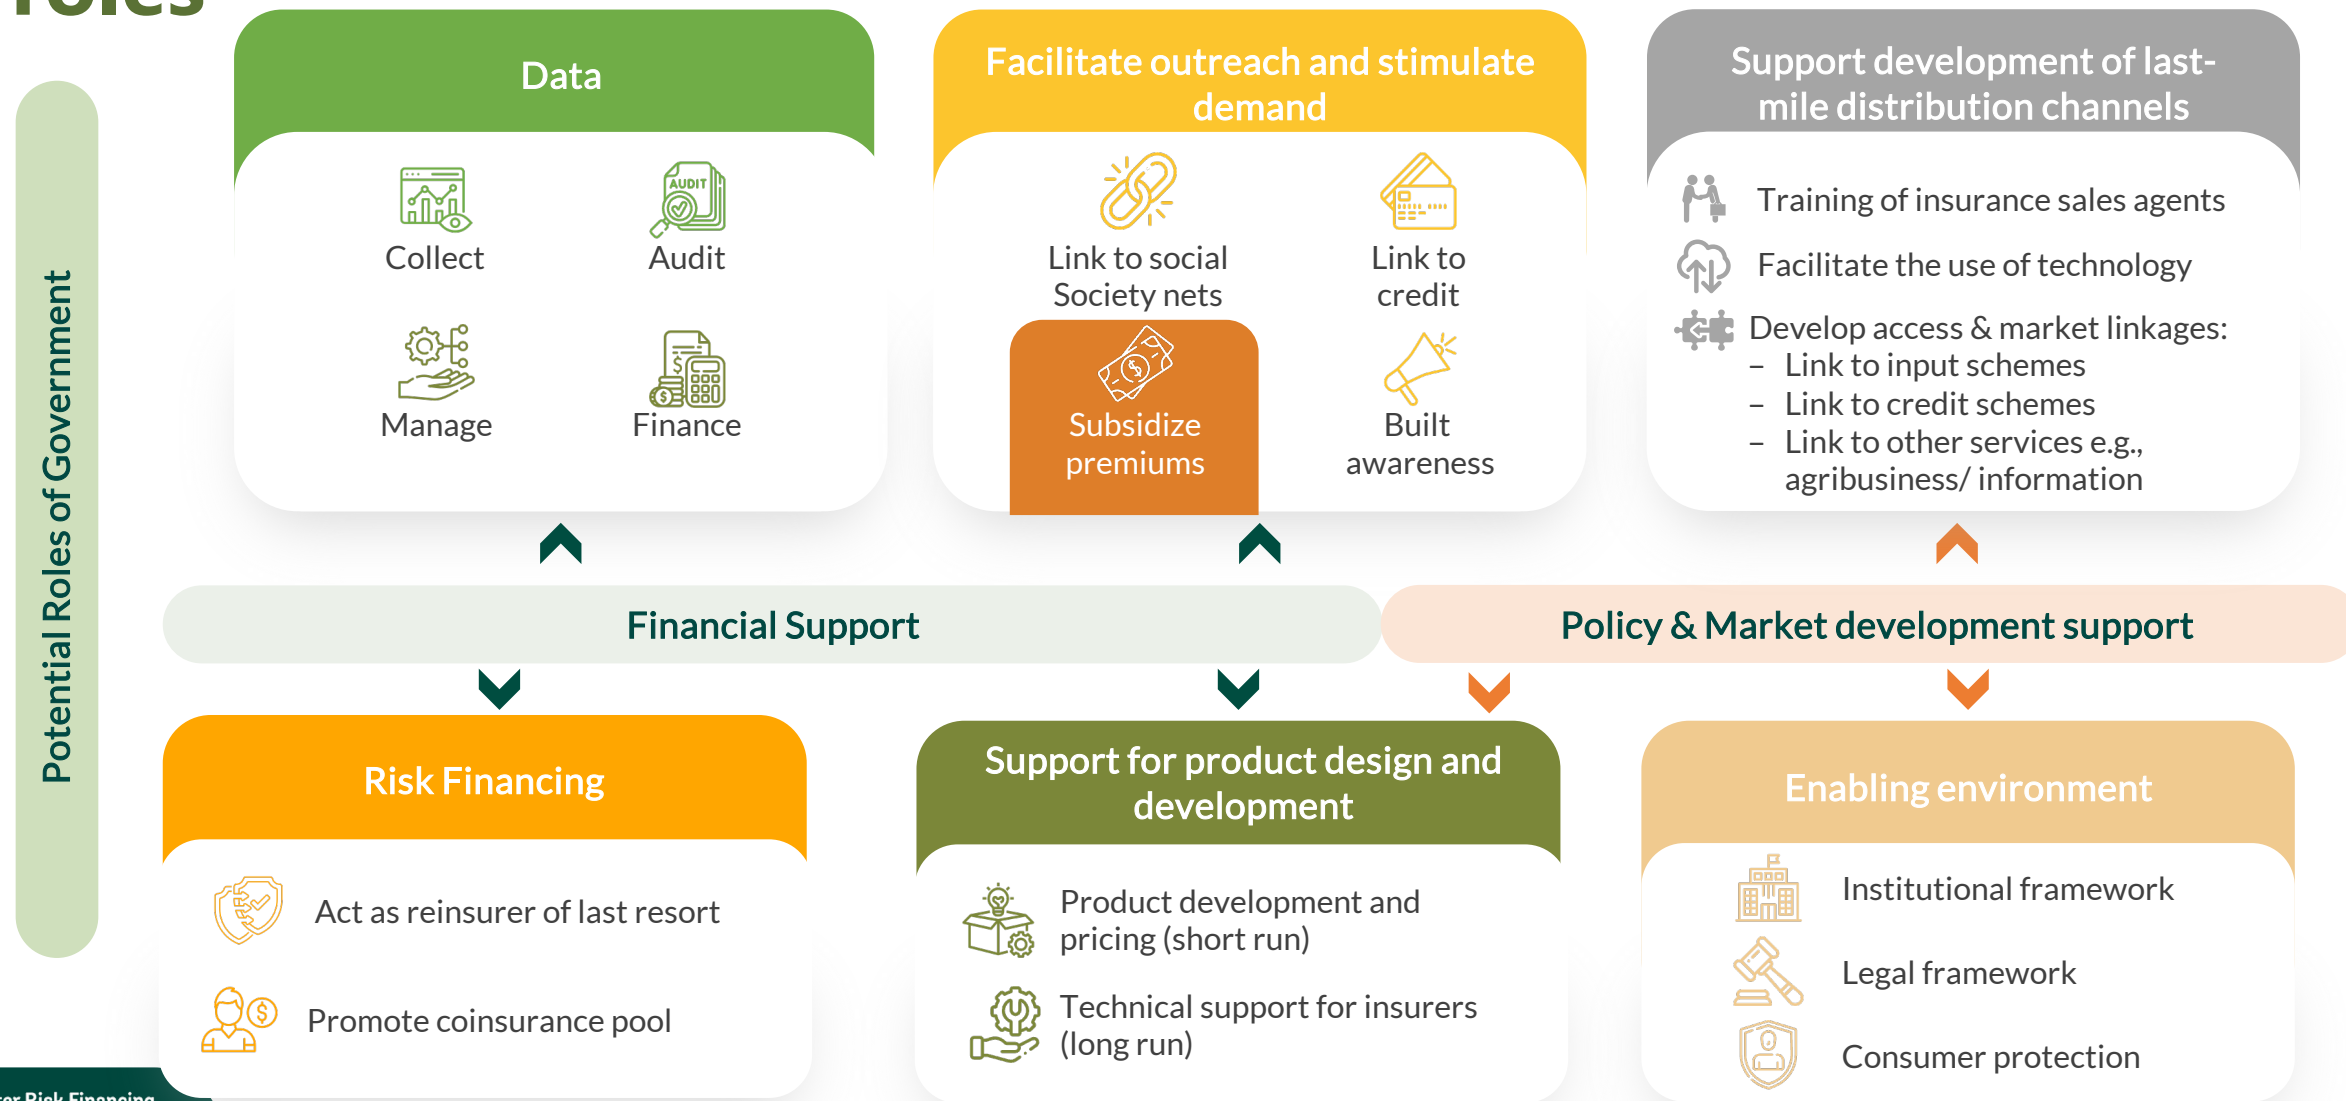 roles
Potential Roles of Government
Data
Collect
AUDIT
Audit
Manage
Finance
Facilitate outreach and stimulate
demand
Link to social
Society nets
Link to
credit
Subsidize
premiums
Built
awareness
Support development of last-
mile distribution channels
Training of insurance sales agents
Facilitate the use of technology
Develop access & market linkages:
– Link to input schemes
– Link to credit schemes
– Link to other services e.g.,
agribusiness/ information
Financial Support
Policy & Market development support
Risk Financing
Act as reinsurer of last resort
Promote coinsurance pool
Support for product design and
development
Product development and
pricing (short run)
Technical support for insurers
(long run)
Enabling environment
Institutional framework
Legal framework
Consumer protection
Risk Financing